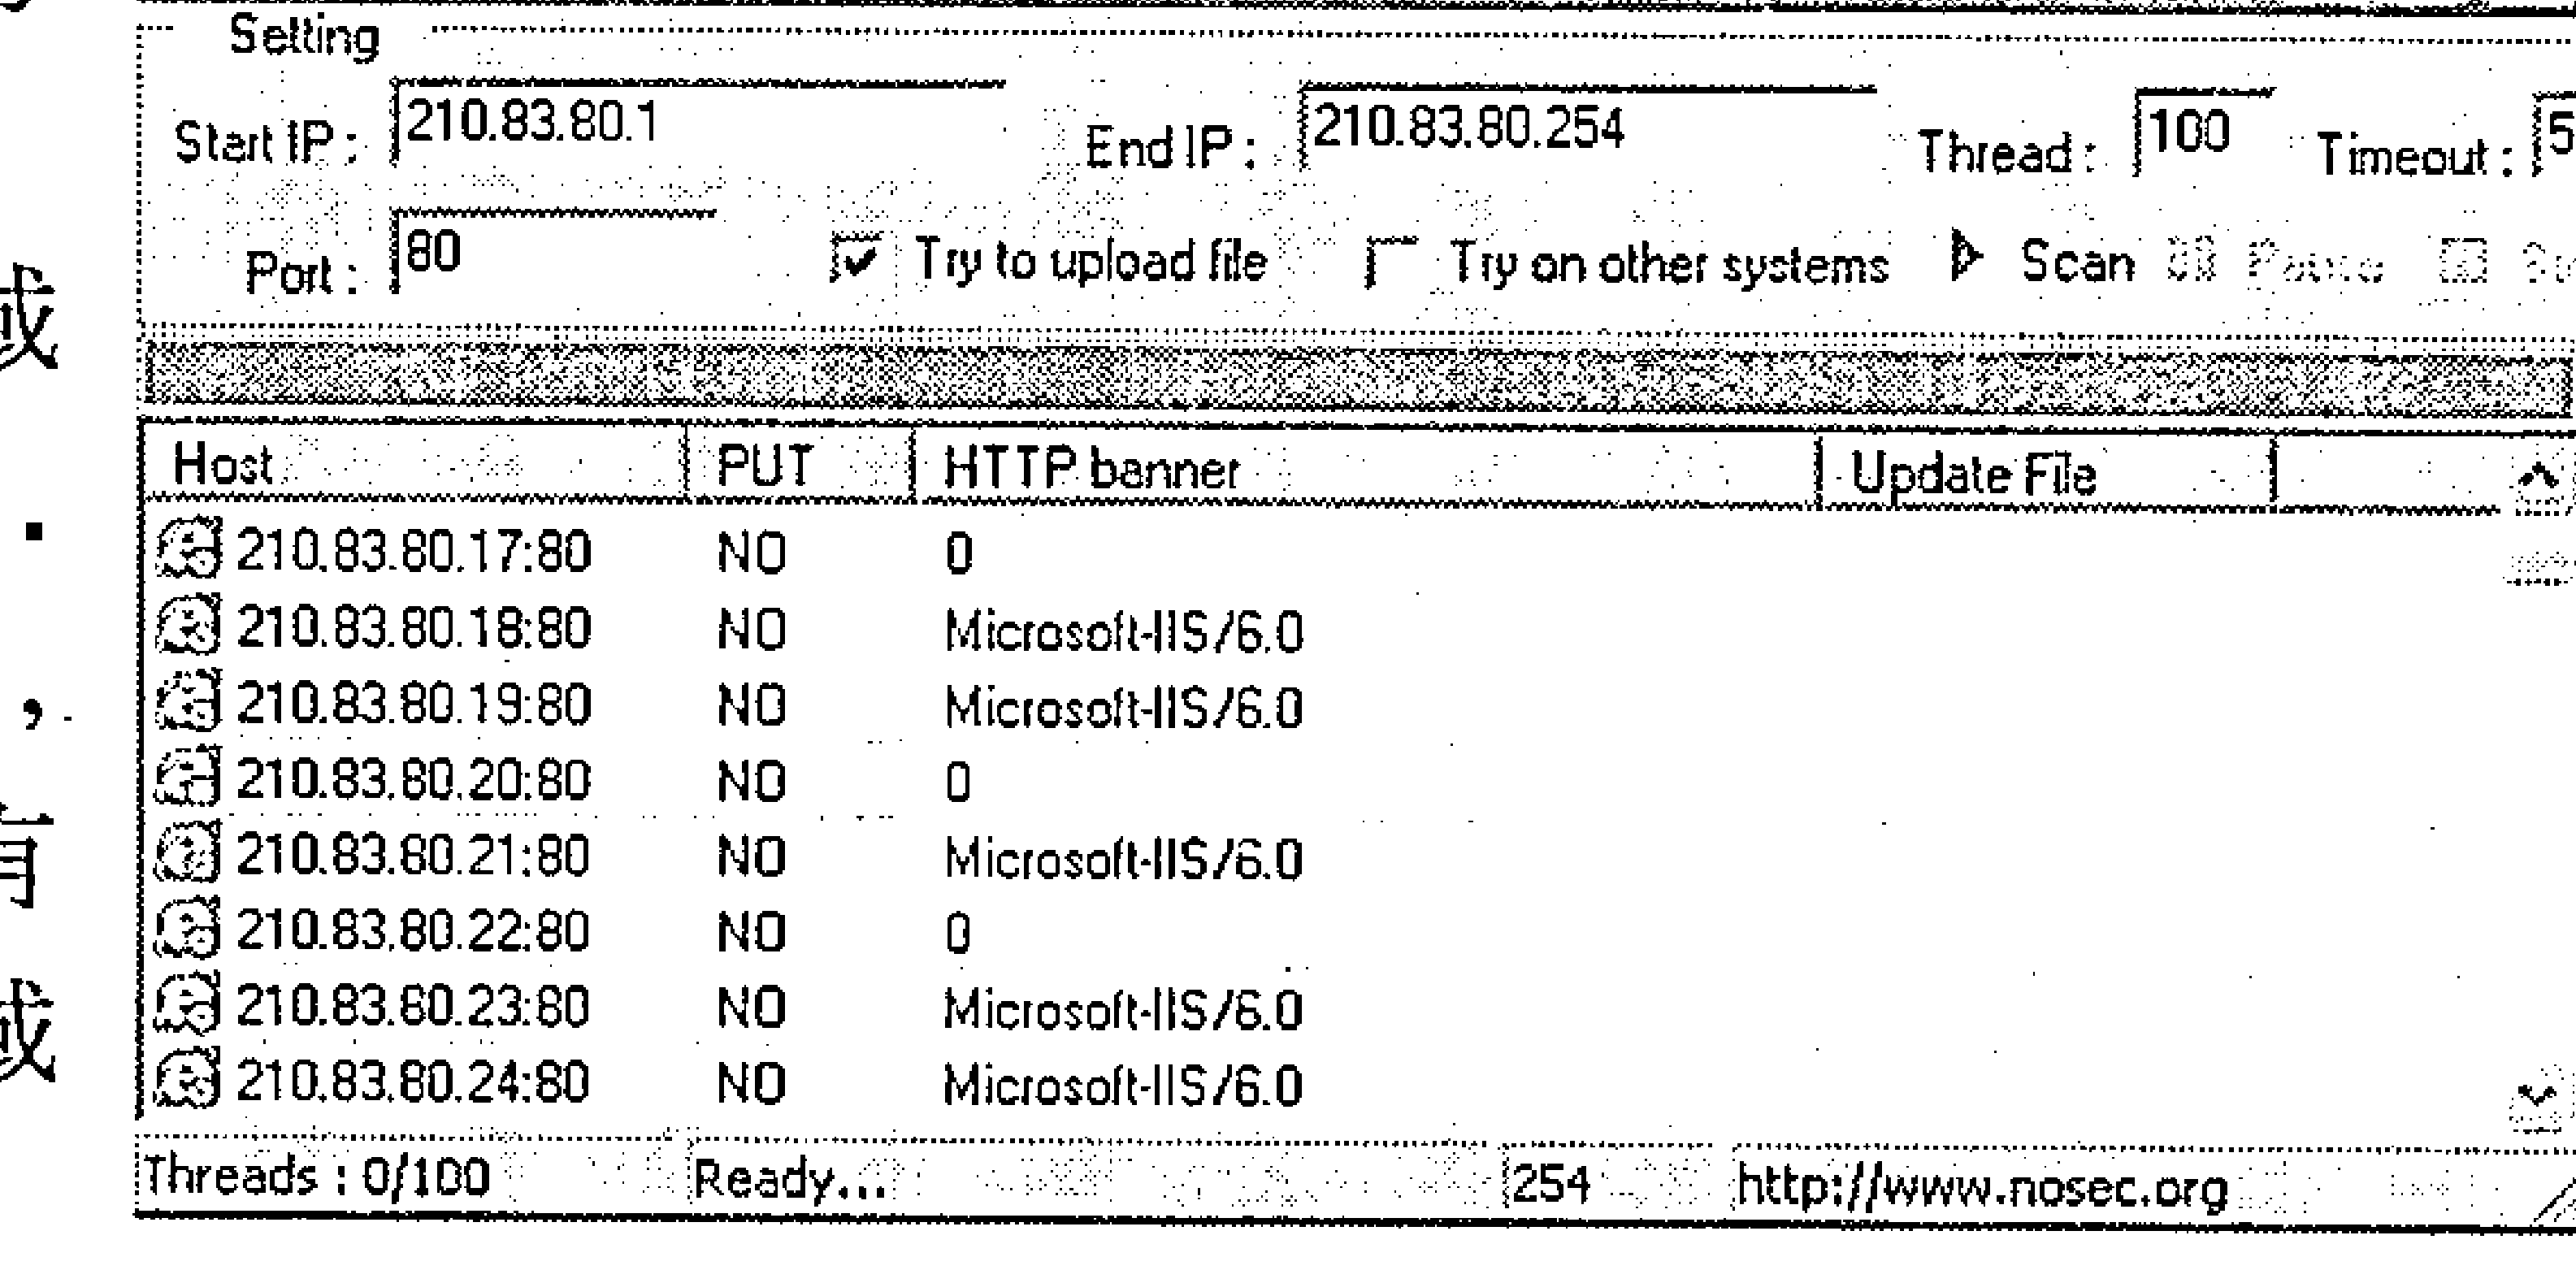 Setting
Start IP : 210.83.80.1 End IP : 210.83.80.254 Thread : 100 Timeout : 5
Port : 80 Try to upload file Try on other systems Scan Pause
或
Host PUT HTTP banner Update File
210.83.80.17:80 NO 0
210.83.80.18:80 NO Microsoft-IIS/6.0
210.83.80.19:80 NO Microsoft-IIS/6.0
,
210.83.80.20:80 NO 0
210.83.80.21:80 NO Microsoft-IIS/6.0
有
210.83.80.22:80 NO 0
210.83.80.23:80 NO Microsoft-IIS/6.0
210.83.80.24:80 NO Microsoft-IIS/6.0
或
Threads : 0/100 Ready... 254 http://www.nosec.org